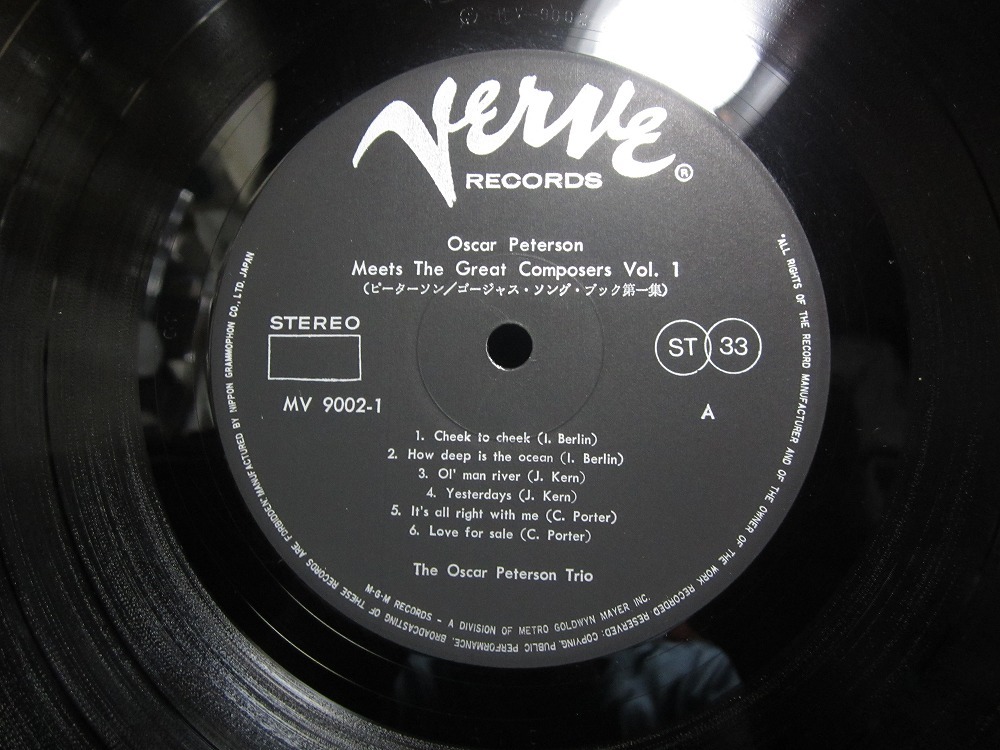 Verve
RECORDS ®
Oscar Peterson
Meets The Great Composers Vol. 1
(ピーターソン/ゴージャス・ソング・ブック第一集)
STEREO
MV 9002-1
ST 33
A
1. Cheek to cheek (I. Berlin)
2. How deep is the ocean (I. Berlin)
3. Ol' man river (J. Kern)
4. Yesterdays (J. Kern)
5. It's all right with me (C. Porter)
6. Love for sale (C. Porter)
The Oscar Peterson Trio
M-G-M RECORDS – A DIVISION OF METRO GOLDWYN MAYER INC.
"ALL RIGHTS OF THE RECORD MANUFACTURER AND OF THE OWNER OF THE WORK RECORDED RESERVED: COPYING, PUBLIC PERFORMANCE, BROADCASTING OF THESE RECORDS ARE FORBIDDEN" MANUFACTURED BY NIPPON GRAMMOPHON CO., LTD, JAPAN